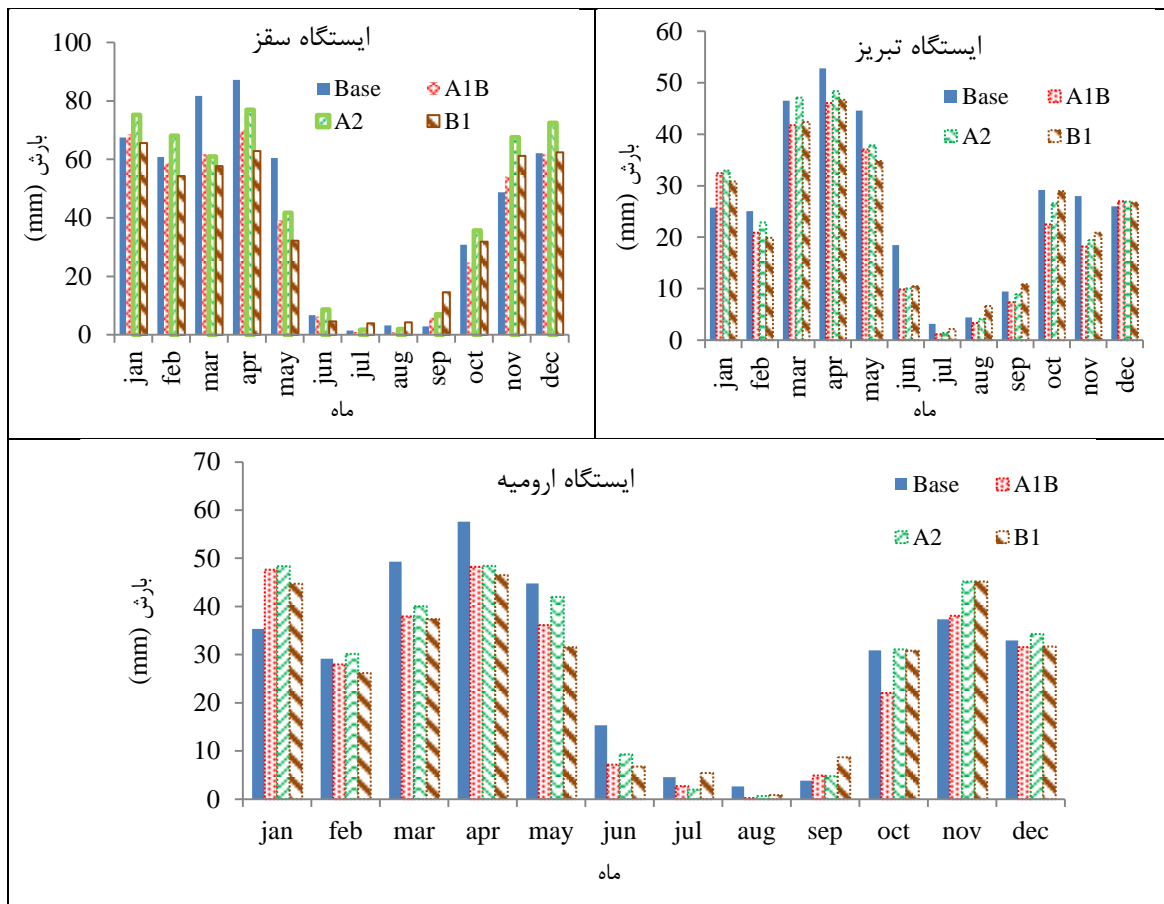 ایستگاه سقز
100
80
60
40
20
0
بارش (mm)
Base
A1B
A2
B1
jan
feb
mar
apr
may
jun
jul
aug
sep
oct
nov
dec
ماه
ایستگاه تبریز
60
50
40
30
20
10
0
بارش (mm)
Base
A1B
A2
B1
jan
feb
mar
apr
may
jun
jul
aug
sep
oct
nov
dec
ماه
ایستگاه ارومیه
70
60
50
40
30
20
10
0
بارش (mm)
Base
A1B
A2
B1
jan feb mar apr may jun jul aug sep oct nov dec
ماه